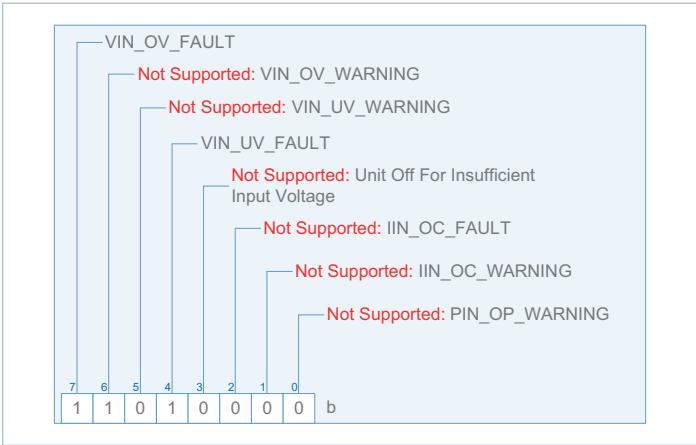 VIN_OV_FAULT
Not Supported: VIN_OV_WARNING
Not Supported: VIN_UV_WARNING
VIN_UV_FAULT
Not Supported: Unit Off For Insufficient
Input Voltage
Not Supported: IIN_OC_FAULT
Not Supported: IIN_OC_WARNING
Not Supported: PIN_OP_WARNING
7 6 5 4 3 2 1 0
1 1 0 1 0 0 0 0 b